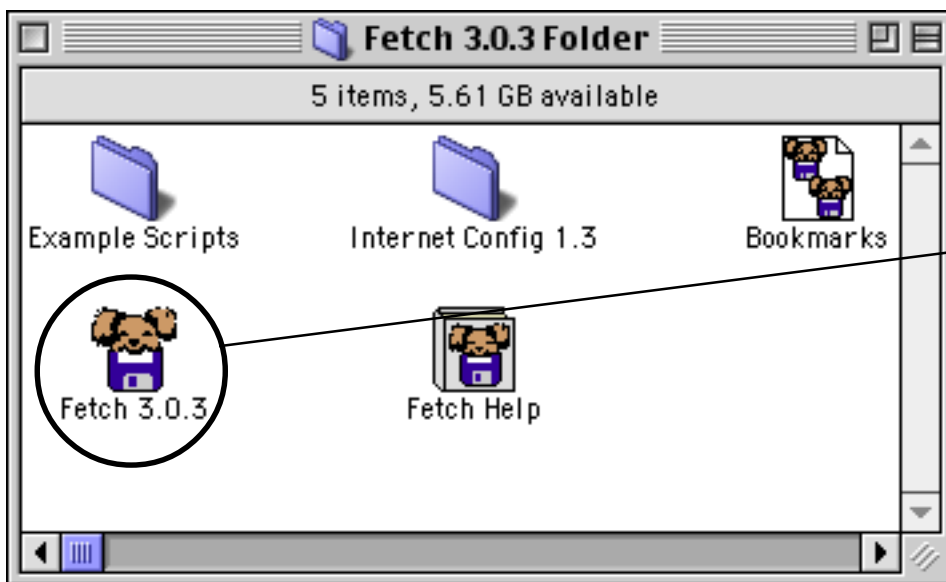 Fetch 3.0.3 Folder
5 items, 5.61 GB available
Example Scripts
Internet Config 1.3
Bookmarks
Fetch 3.0.3
Fetch Help